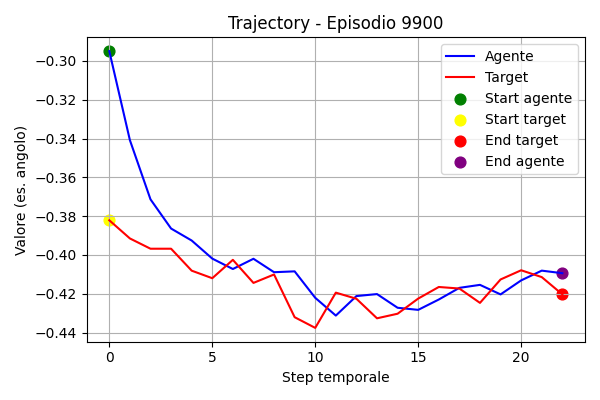 Trajectory - Episodio 9900
Valore (es. angolo)
−0.30
−0.32
−0.34
−0.36
−0.38
−0.40
−0.42
−0.44
Agente
Target
Start agente
Start target
End target
End agente
0 5 10 15 20
Step temporale